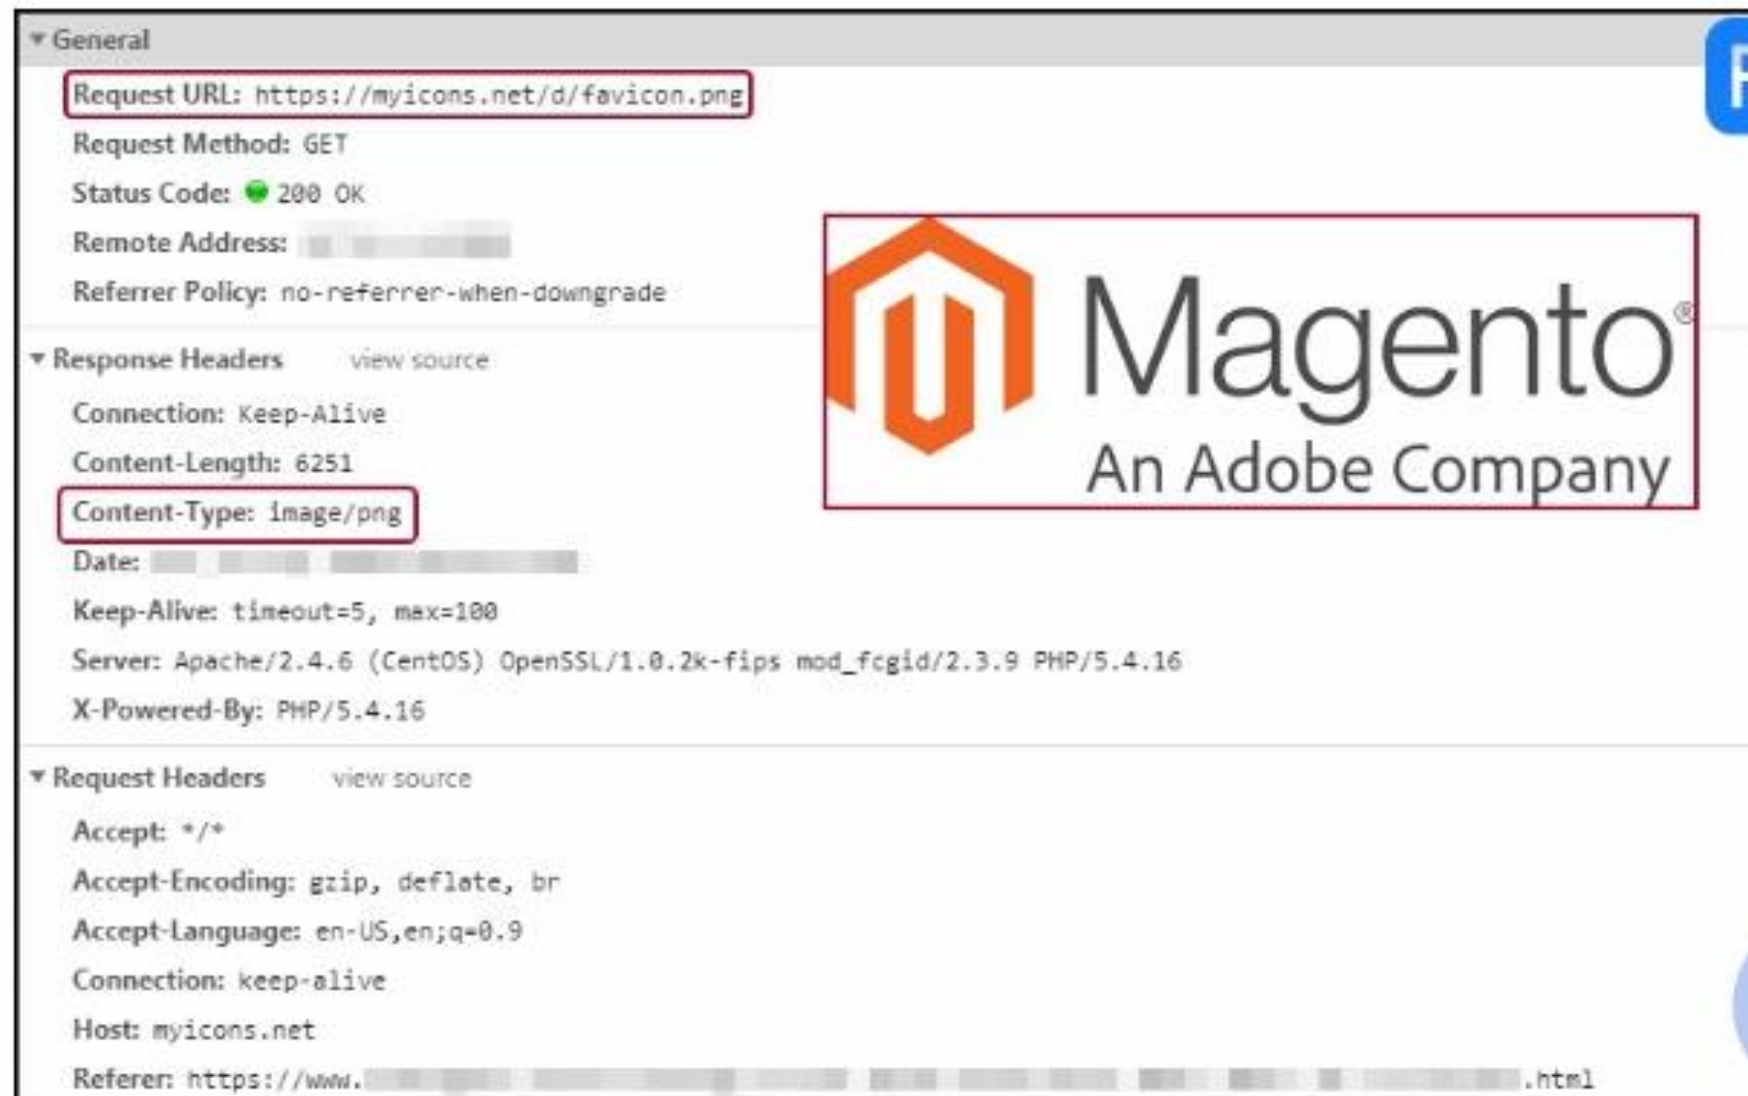 General
Request URL: https://myicons.net/d/favicon.png
Request Method: GET
Status Code: 200 OK
Remote Address:
Referrer Policy: no-referrer-when-downgrade
Magento®
An Adobe Company
Response Headers view source
Connection: Keep-Alive
Content-Length: 6251
Content-Type: image/png
Date:
Keep-Alive: timeout=5, max=100
Server: Apache/2.4.6 (CentOS) OpenSSL/1.0.2k-fips mod_fcgid/2.3.9 PHP/5.4.16
X-Powered-By: PHP/5.4.16
Request Headers view source
Accept: */*
Accept-Encoding: gzip, deflate, br
Accept-Language: en-US,en;q=0.9
Connection: keep-alive
Host: myicons.net
Referer: https://www. .html